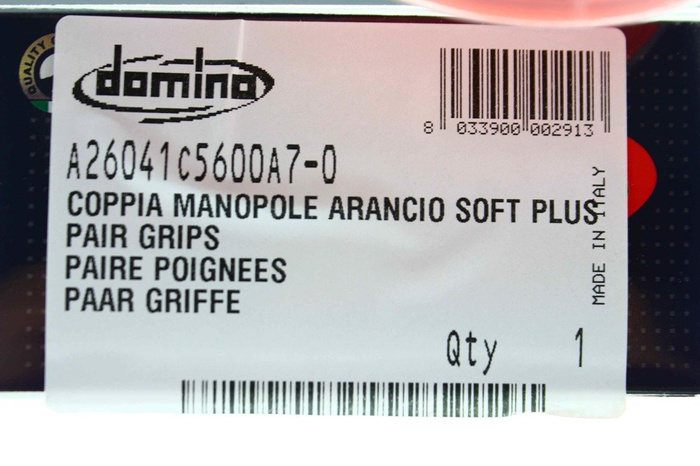 QUALITY
domino
8 033900 002913
A26041C5600A7-0
COPPIA MANOPOLE ARANCIO SOFT PLUS
PAIR GRIPS
PAIRE POIGNEES
PAAR GRIFFE
MADE IN ITALY
Qty 1